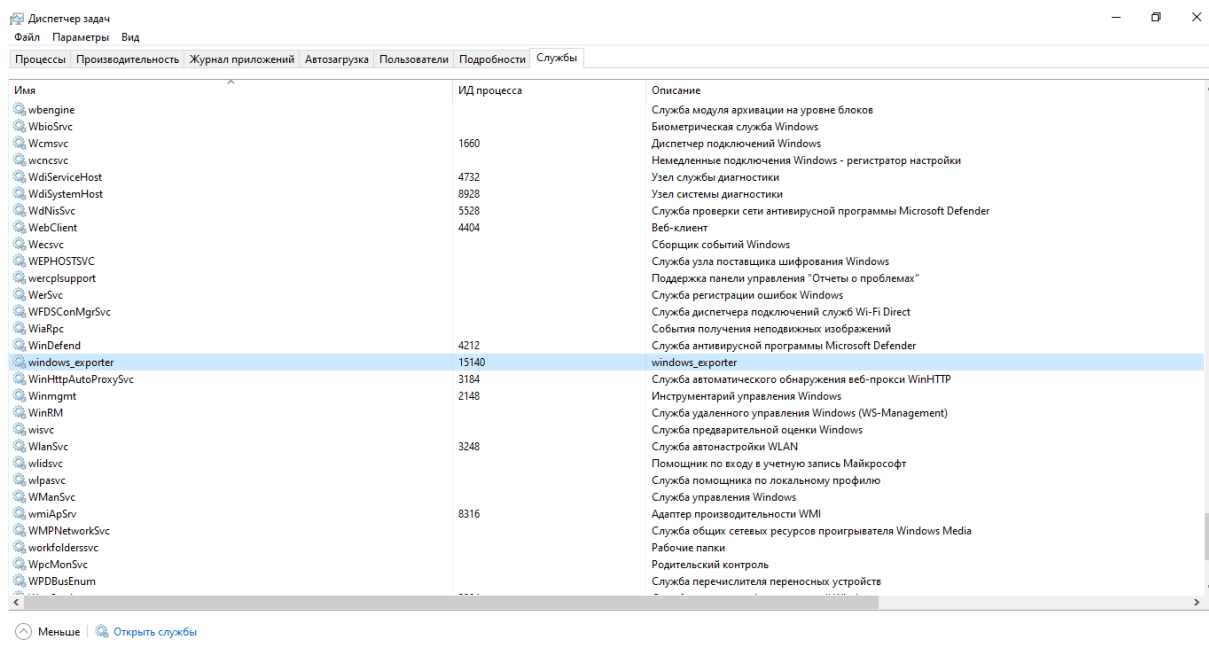 Диспетчер задач
Файл Параметры Вид
Процессы Производительность Журнал приложений Автозагрузка Пользователи Подробности Службы
Имя ИД процесса Описание
wbengine Служба модуля архивации на уровне блоков
WbioSrvc Биометрическая служба Windows
Wcmsvc 1660 Диспетчер подключений Windows
wcncsvc Немедленные подключения Windows - регистратор настройки
WdiServiceHost 4732 Узел службы диагностики
WdiSystemHost 8928 Узел системы диагностики
WdNisSvc 5528 Служба проверки сети антивирусной программы Microsoft Defender
WebClient 4404 Веб-клиент
Wecsvc Сборщик событий Windows
WEPHOSTSVC Служба узла поставщика шифрования Windows
wercplsupport Поддержка панели управления "Отчеты о проблемах"
WerSvc Служба регистрации ошибок Windows
WFDSConMgrSvc Служба диспетчера подключений служб Wi-Fi Direct
WiaRpc События получения неподвижных изображений
WinDefend 4212 Служба антивирусной программы Microsoft Defender
windows_exporter 15140 windows_exporter
WinHttpAutoProxySvc 3184 Служба автоматического обнаружения веб-прокси WinHTTP
Winmgmt 2148 Инструментарий управления Windows
WinRM Служба удаленного управления Windows (WS-Management)
wisvc Служба предварительной оценки Windows
WlanSvc 3248 Служба автонастройки WLAN
wlidsvc Помощник по входу в учетную запись Майкрософт
wlpasvc Служба помощника по локальному профилю
WManSvc Служба управления Windows
wmiApSrv 8316 Адаптер производительности WMI
WMPNetworkSvc Служба общих сетевых ресурсов проигрывателя Windows Media
workfolderssvc Рабочие папки
WpcMonSvc Родительский контроль
WPDBusEnum Служба перечислителя переносных устройств
Меньше Открыть службы